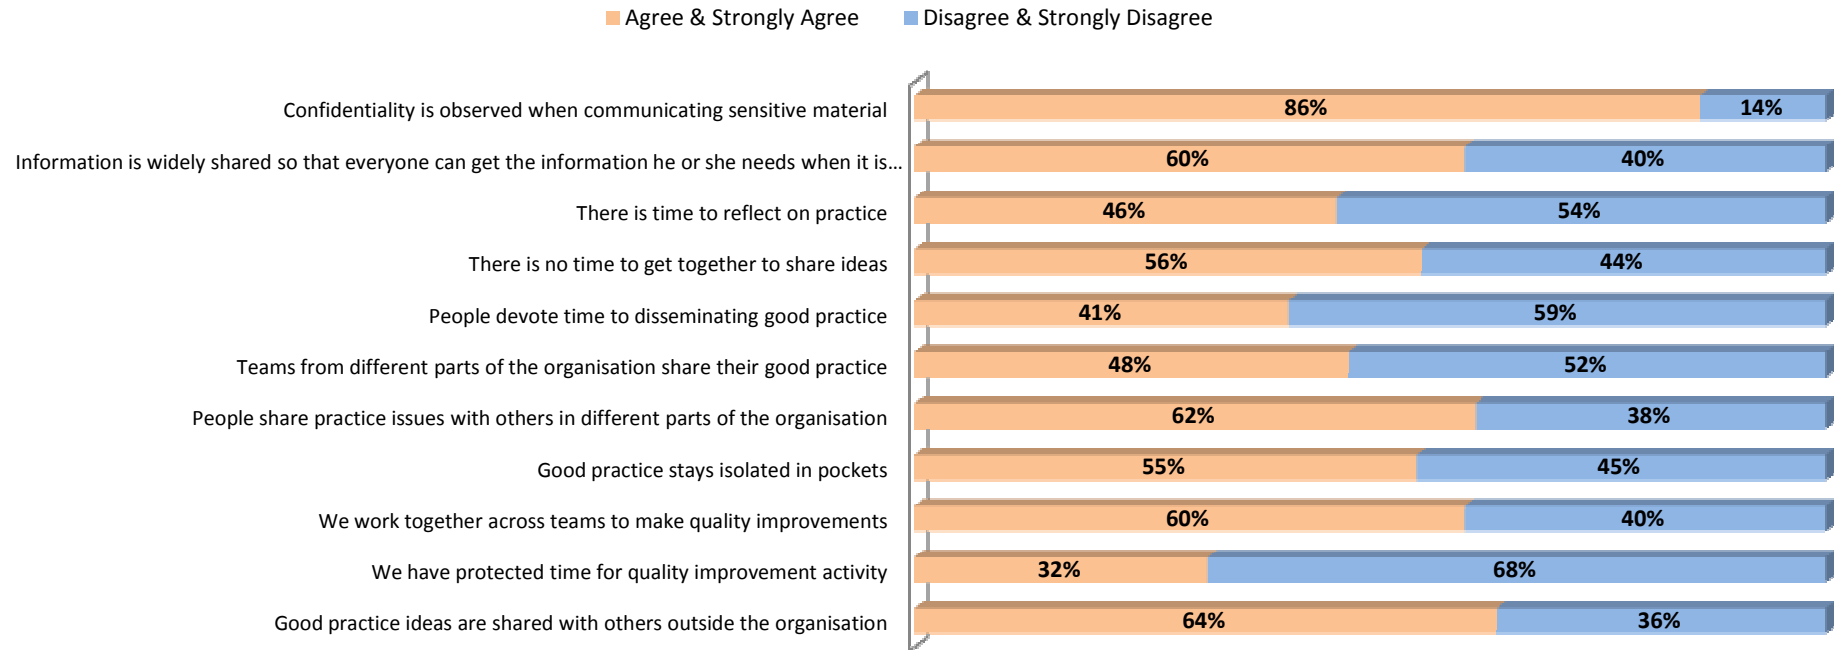 Agree & Strongly Agree Disagree & Strongly Disagree
Confidentiality is observed when communicating sensitive material 86% 14%
Information is widely shared so that everyone can get the information he or she needs when it is... 60% 40%
There is time to reflect on practice 46% 54%
There is no time to get together to share ideas 56% 44%
People devote time to disseminating good practice 41% 59%
Teams from different parts of the organisation share their good practice 48% 52%
People share practice issues with others in different parts of the organisation 62% 38%
Good practice stays isolated in pockets 55% 45%
We work together across teams to make quality improvements 60% 40%
We have protected time for quality improvement activity 32% 68%
Good practice ideas are shared with others outside the organisation 64% 36%